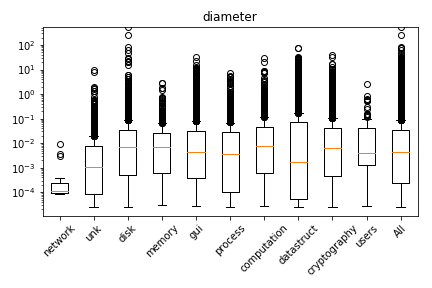 diameter
10²
10¹
10⁰
10⁻¹
10⁻²
10⁻³
10⁻⁴
network
unk
disk
memory
gui
process
computation
datastruct
cryptography
users
All